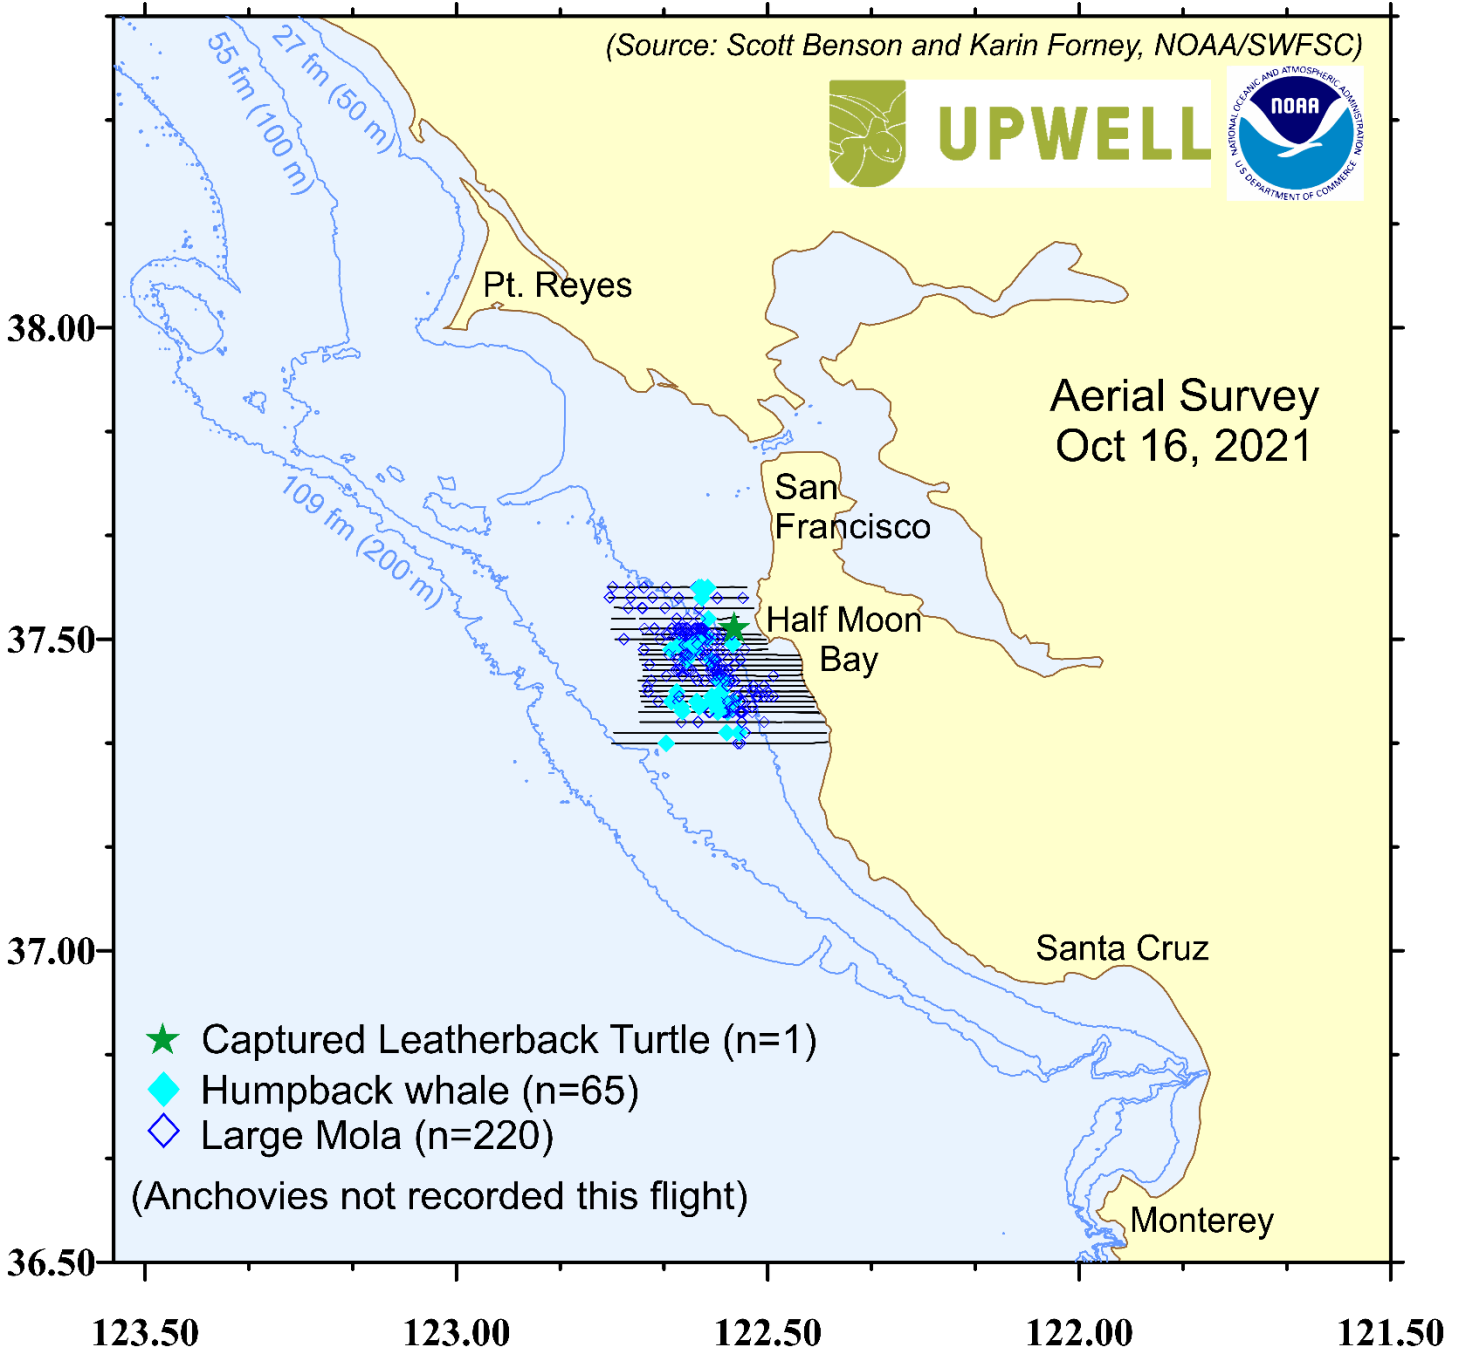 (Source: Scott Benson and Karin Forney, NOAA/SWFSC)
UPWELL
NATIONAL OCEANIC AND ATMOSPHERIC ADMINISTRATION
NOAA
U.S. DEPARTMENT OF COMMERCE
27 fm (50 m)
55 fm (100 m)
Pt. Reyes
38.00
Aerial Survey
Oct 16, 2021
109 fm (200 m)
San
Francisco
37.50
Half Moon
Bay
37.00
Santa Cruz
Captured Leatherback Turtle (n=1)
Humpback whale (n=65)
Large Mola (n=220)
(Anchovies not recorded this flight)
Monterey
36.50
123.50
123.00
122.50
122.00
121.50